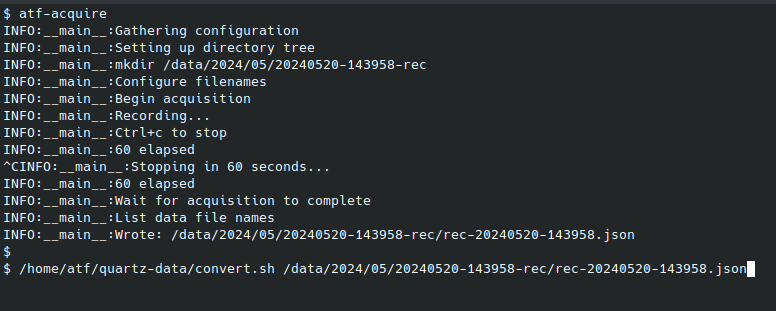 $ atf-acquire
INFO:__main__:Gathering configuration
INFO:__main__:Setting up directory tree
INFO:__main__:mkdir /data/2024/05/20240520-143958-rec
INFO:__main__:Configure filenames
INFO:__main__:Begin acquisition
INFO:__main__:Recording...
INFO:__main__:Ctrl+c to stop
INFO:__main__:60 elapsed
^CINFO:__main__:Stopping in 60 seconds...
INFO:__main__:60 elapsed
INFO:__main__:Wait for acquisition to complete
INFO:__main__:List data file names
INFO:__main__:Wrote: /data/2024/05/20240520-143958-rec/rec-20240520-143958.json
$
$ /home/atf/quartz-data/convert.sh /data/2024/05/20240520-143958-rec/rec-20240520-143958.json